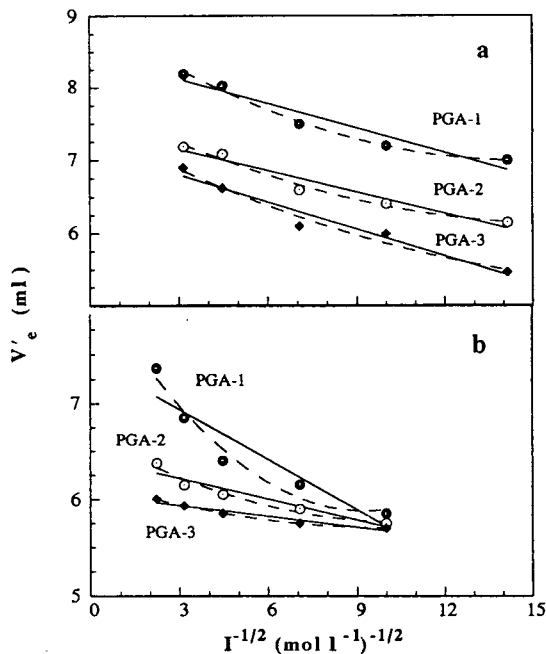 9
a
8
PGA-1
7
PGA-2
PGA-3
6
V'e (ml)
b
PGA-1
7
PGA-2
6
PGA-3
5
0 3 6 9 12 15
I-1/2 (mol l-1)-1/2